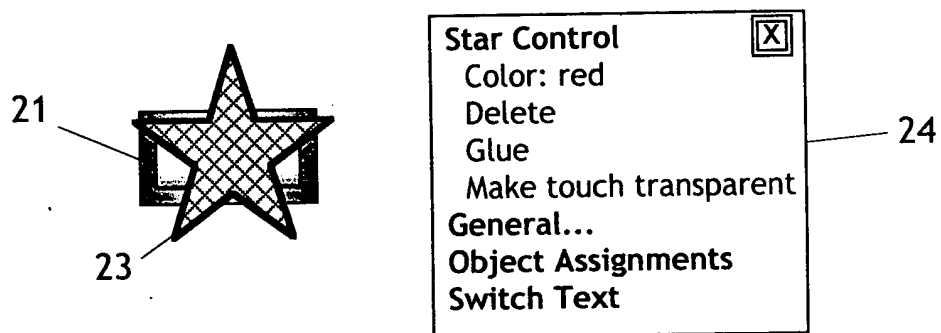 Star Control X
Color: red
Delete
Glue
Make touch transparent
General...
Object Assignments
Switch Text
21
23
24